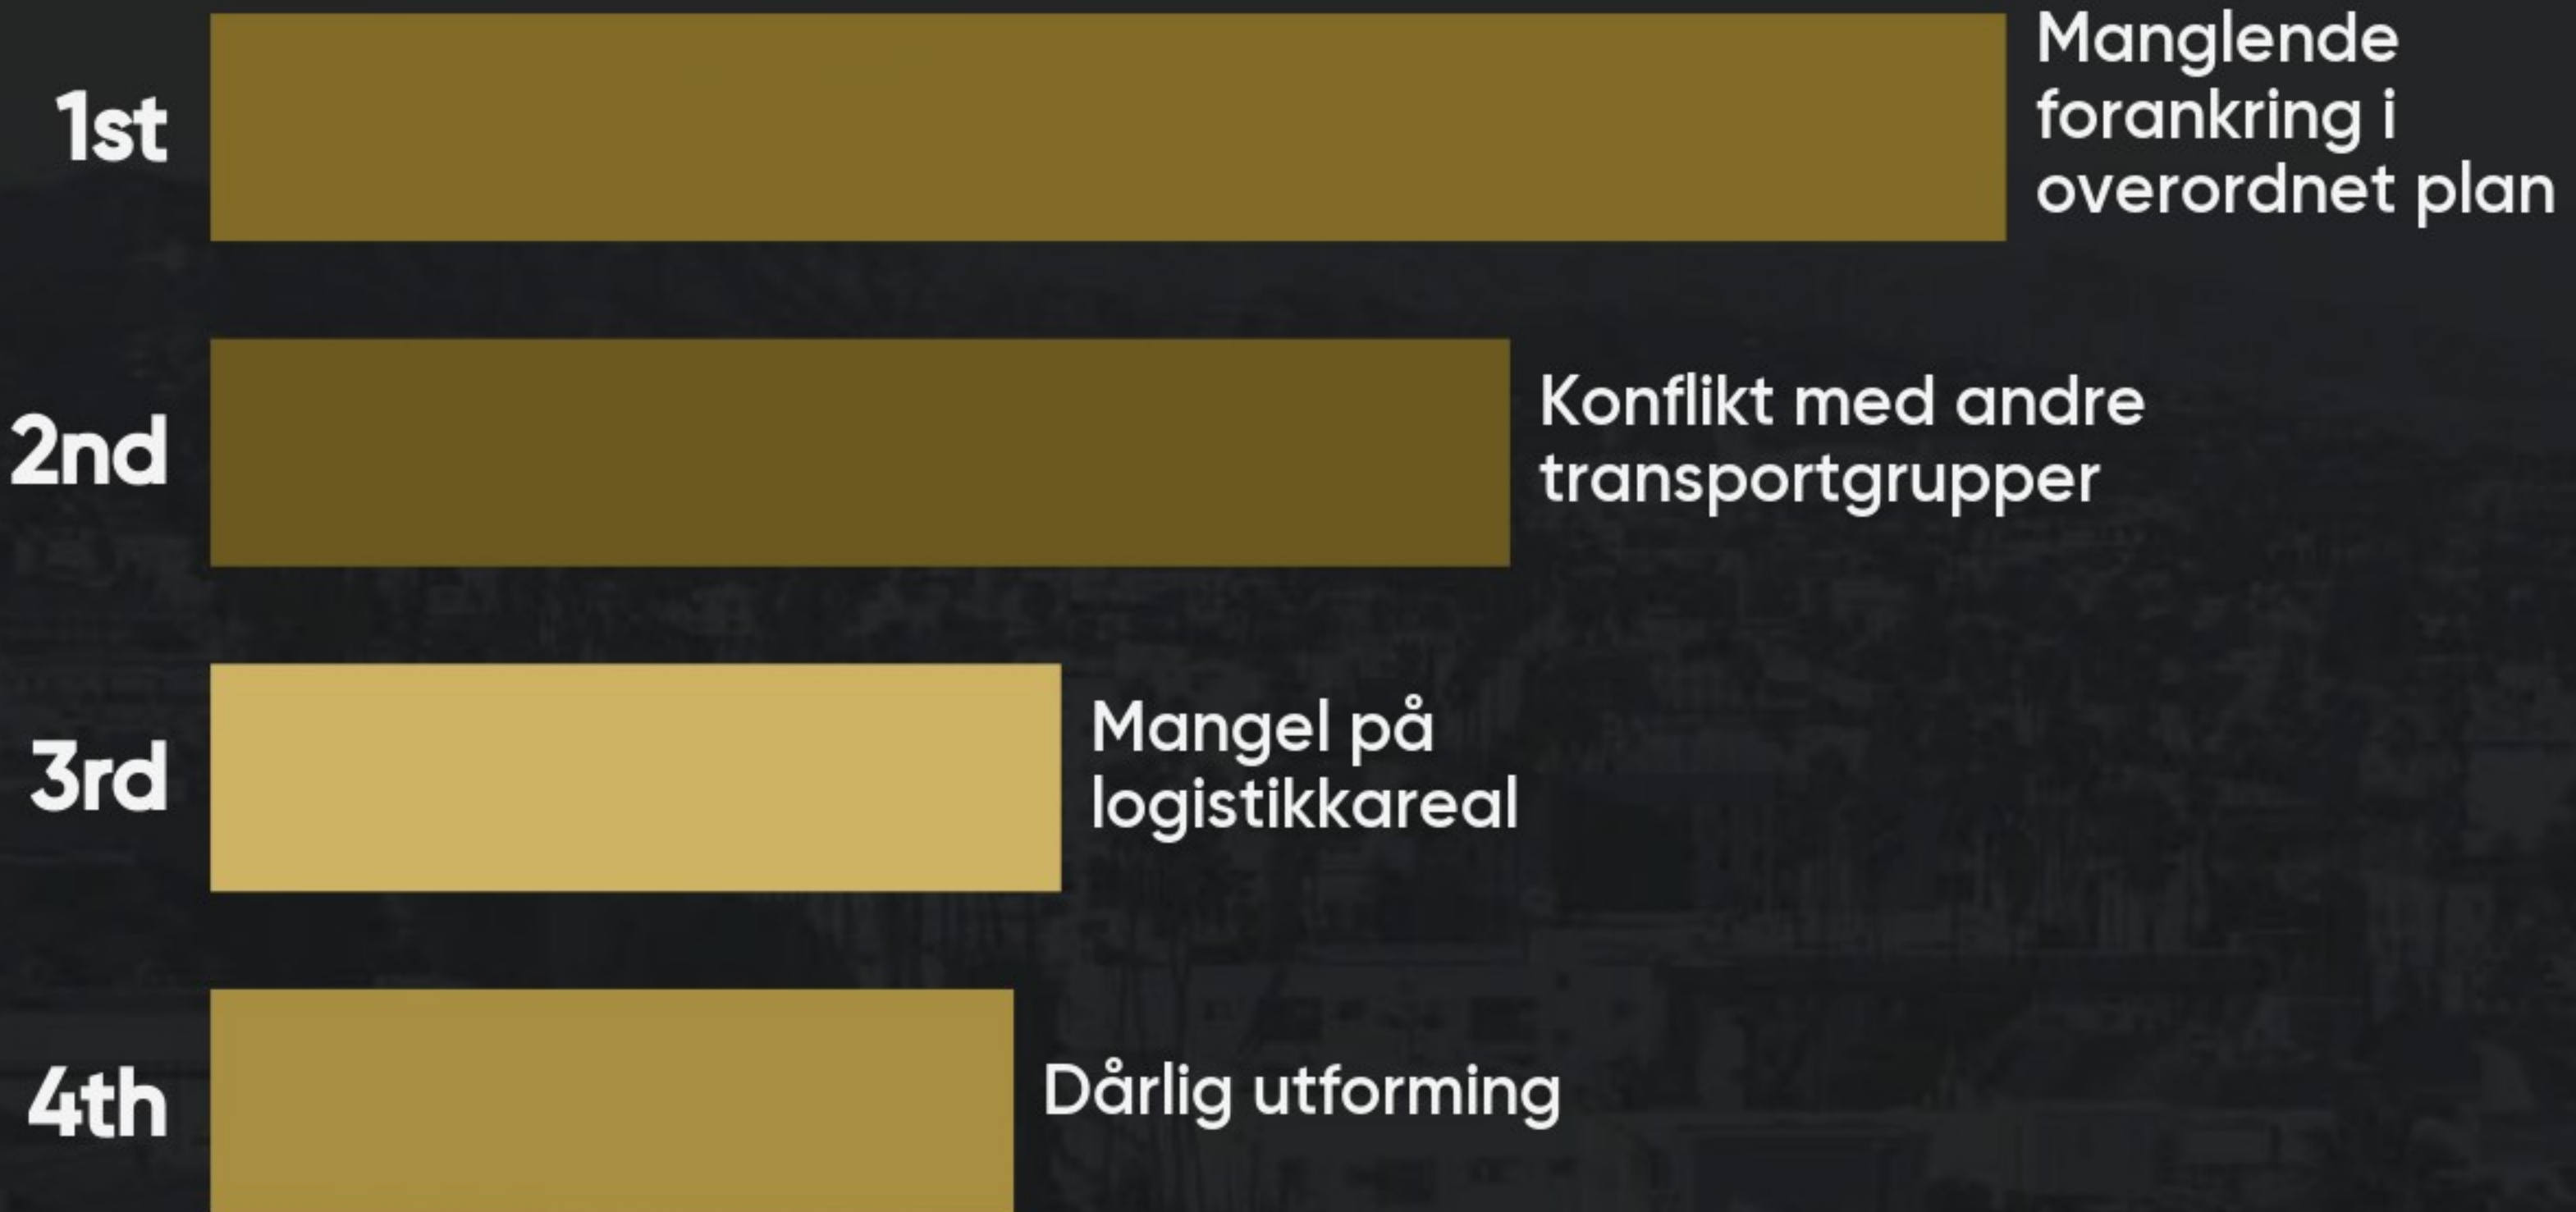 1st
Manglende
forankring i
overordnet plan
2nd
Konflikt med andre
transportgrupper
3rd
Mangel på
logistikkareal
4th
Dårlig utforming